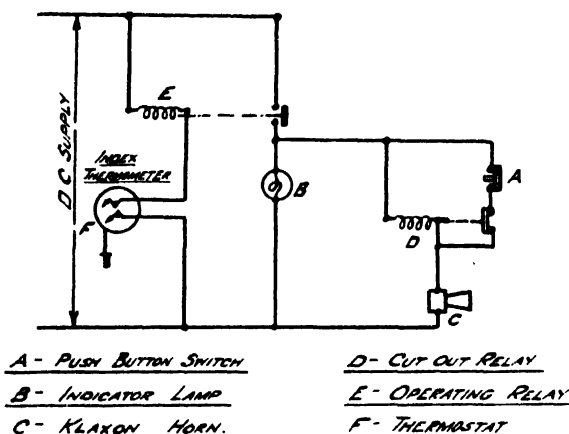 E
D C SUPPLY
INDEX
THERMOMETER
F
B
A
D
C
A - PUSH BUTTON SWITCH
B - INDICATOR LAMP
C - KLAXON HORN.
D - CUT OUT RELAY
E - OPERATING RELAY
F - THERMOSTAT